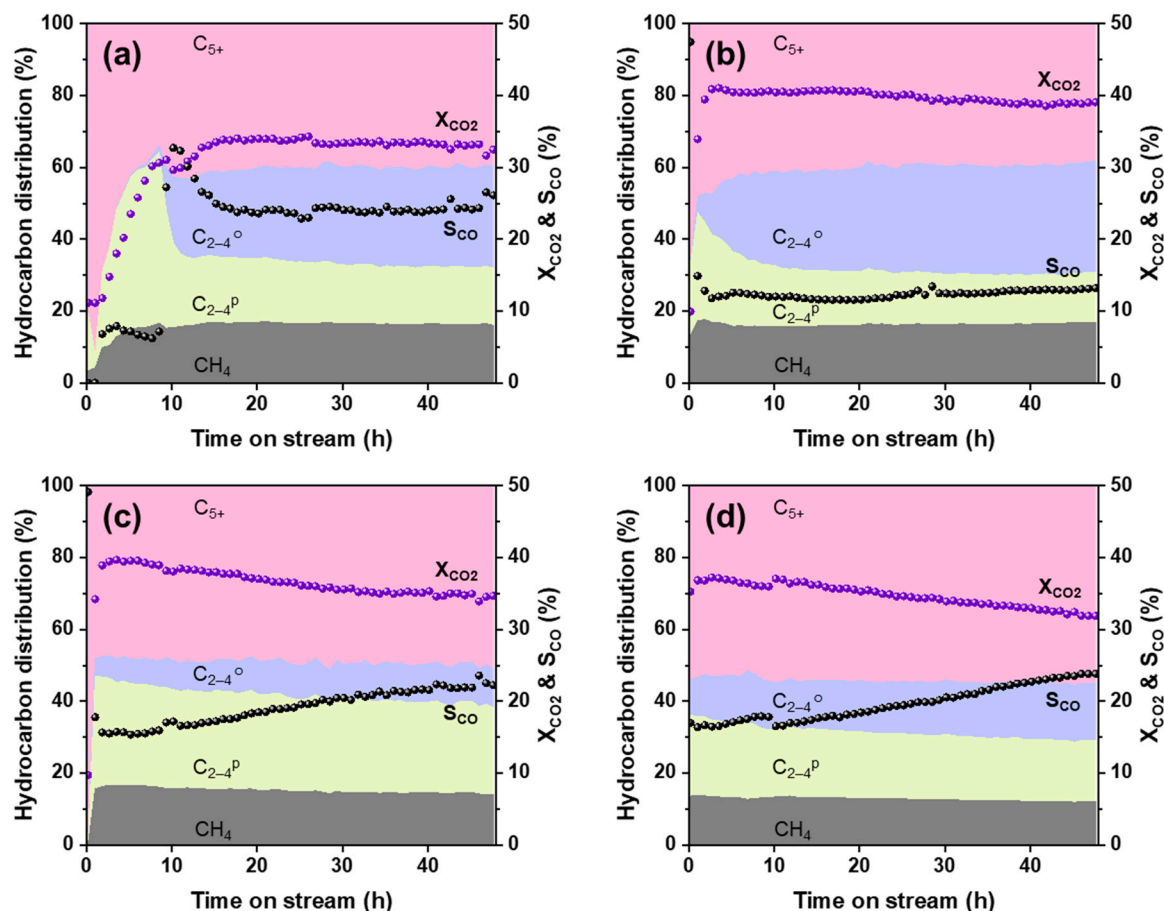 (a)
Hydrocarbon distribution (%)
100
80
60
40
20
0
C5+
XCO2
SCO
C2–4o
C2–4p
CH4
50
40
30
20
10
0
XCO2 & SCO (%)
0 10 20 30 40
Time on stream (h)
(b)
Hydrocarbon distribution (%)
100
80
60
40
20
0
C5+
XCO2
C2–4o
SCO
C2–4p
CH4
50
40
30
20
10
0
XCO2 & SCO (%)
0 10 20 30 40
Time on stream (h)
(c)
Hydrocarbon distribution (%)
100
80
60
40
20
0
C5+
XCO2
C2–4o
SCO
C2–4p
CH4
50
40
30
20
10
0
XCO2 & SCO (%)
0 10 20 30 40
Time on stream (h)
(d)
Hydrocarbon distribution (%)
100
80
60
40
20
0
C5+
XCO2
C2–4o
SCO
C2–4p
CH4
50
40
30
20
10
0
XCO2 & SCO (%)
0 10 20 30 40
Time on stream (h)